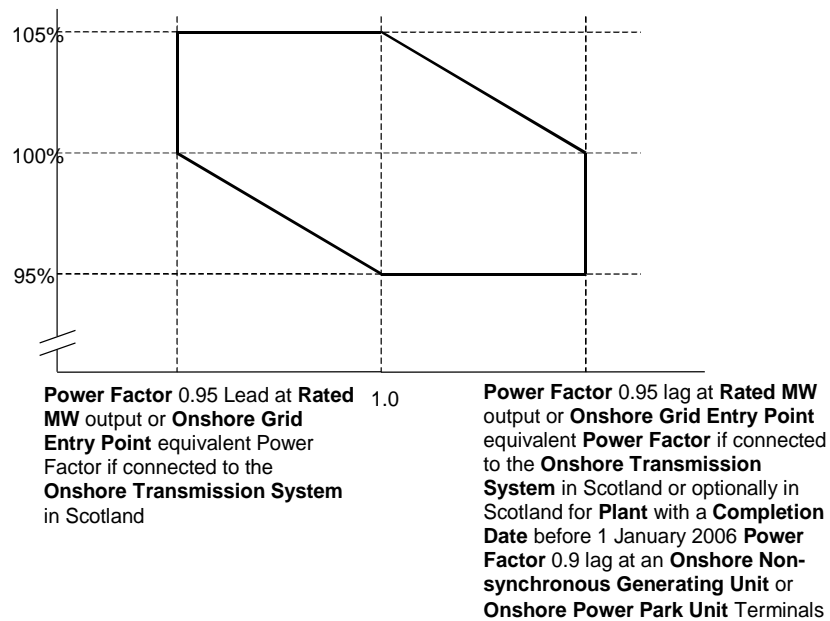 105%
100%
95%
Power Factor 0.95 Lead at Rated
MW output or Onshore Grid
Entry Point equivalent Power
Factor if connected to the
Onshore Transmission System
in Scotland
1.0
Power Factor 0.95 lag at Rated MW
output or Onshore Grid Entry Point
equivalent Power Factor if connected
to the Onshore Transmission
System in Scotland or optionally in
Scotland for Plant with a Completion
Date before 1 January 2006 Power
Factor 0.9 lag at an Onshore Non-
synchronous Generating Unit or
Onshore Power Park Unit Terminals